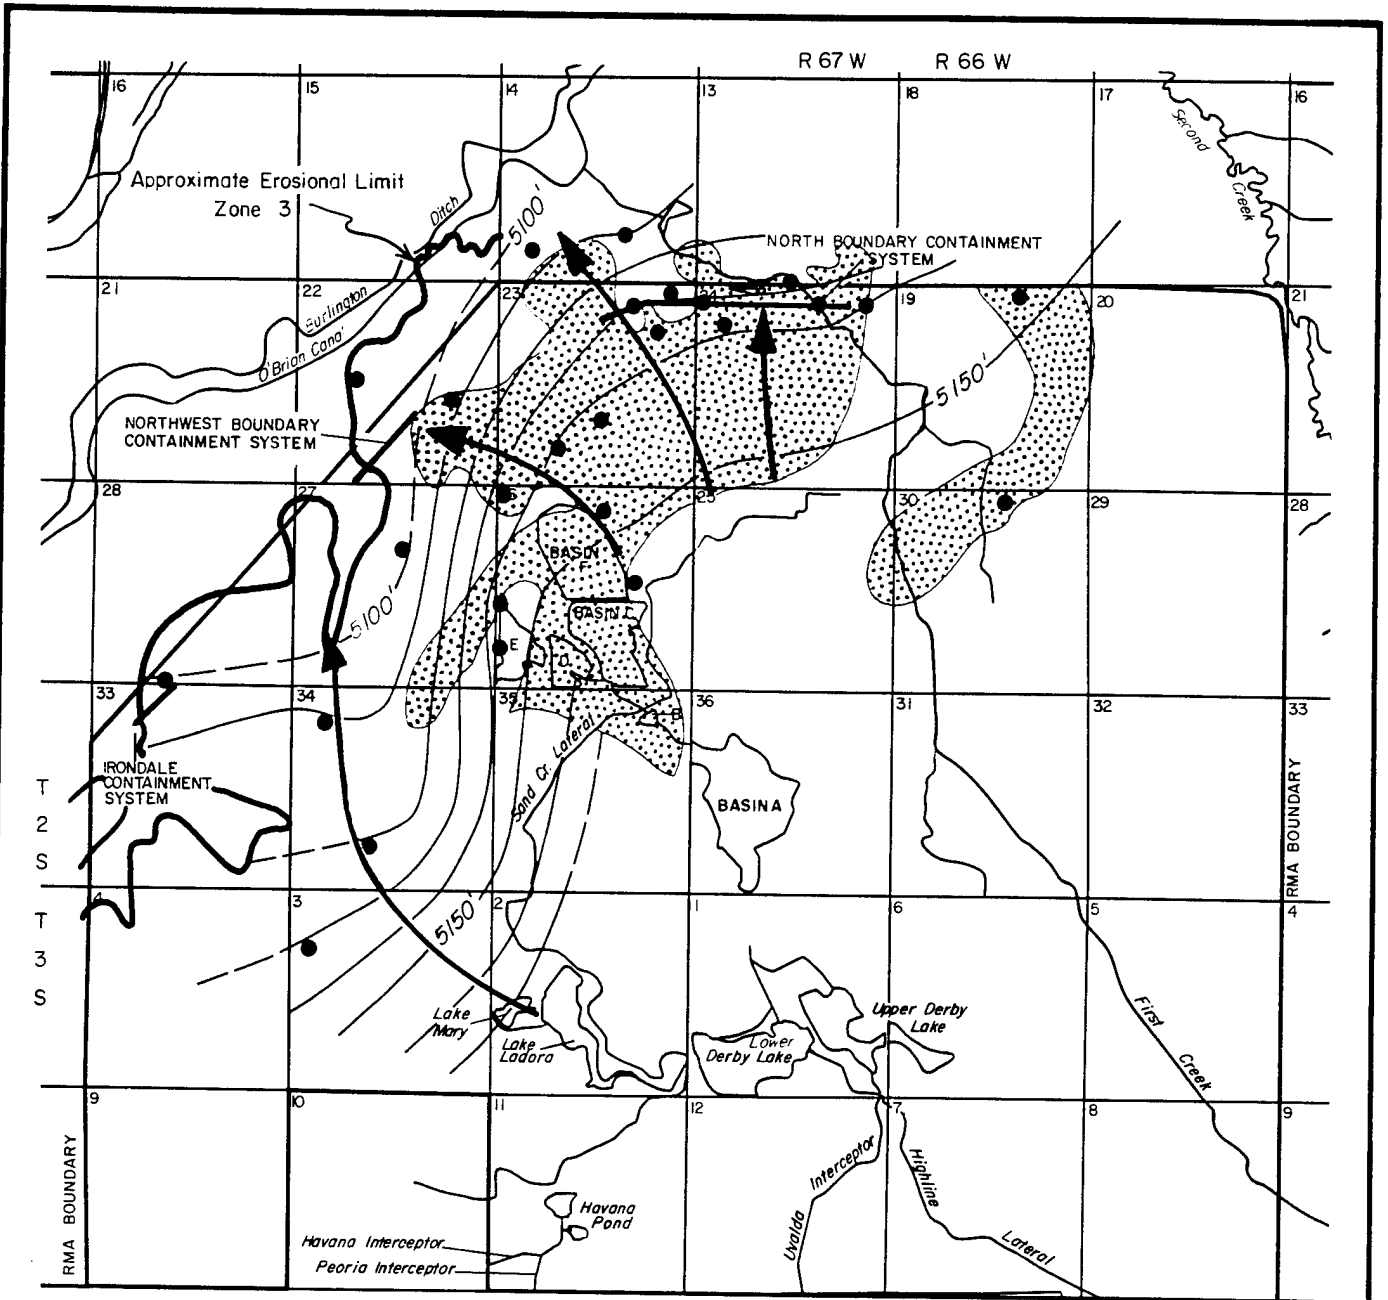 R 67 W R 66 W
16 15 14 13 18 17 16
Second
Creek
Approximate Erosional Limit
Zone 3
Ditch
5100'
NORTH BOUNDARY CONTAINMENT
SYSTEM
21 22 23 24 19 20 21
Burlington
O'Brian Canal
5150'
NORTHWEST BOUNDARY
CONTAINMENT SYSTEM
28 27 26 25 30 29 28
BASIN
F
BASIN C
5100'
E
D
33 34 35 36 31 32 33
B
Sand Cr. Lateral
IRONDALE
CONTAINMENT
SYSTEM
BASIN A
RMA BOUNDARY
T
2
S
4 3 2 1 6 5 4
T
3
S
5150'
Lake
Mary
Lake
Ladora
Lower
Derby Lake
Upper Derby
Lake
First
Creek
9 10 11 12 7 8 9
RMA BOUNDARY
Interceptor
Uvalda
Highline
Lateral
Havana
Pond
Havana Interceptor
Peoria Interceptor